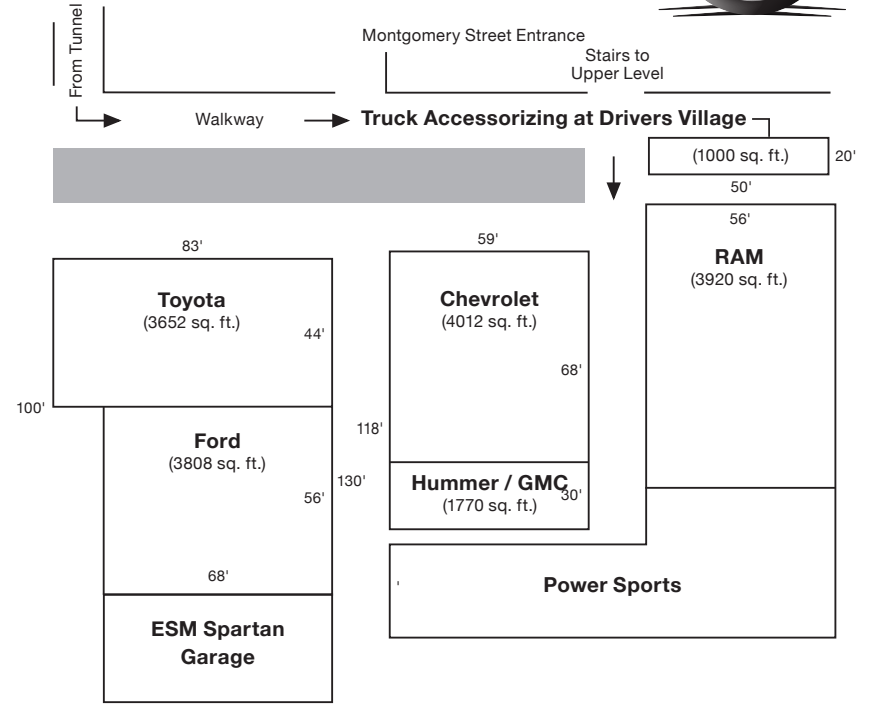 From Tunnel
Montgomery Street Entrance
Stairs to
Upper Level
Walkway
Truck Accessorizing at Drivers Village
(1000 sq. ft.)
20'
50'
56'
RAM
(3920 sq. ft.)
83'
Toyota
(3652 sq. ft.)
44'
59'
Chevrolet
(4012 sq. ft.)
68'
100'
118'
Ford
(3808 sq. ft.)
130'
56'
68'
Hummer / GMC
30'
(1770 sq. ft.)
'
Power Sports
ESM Spartan
Garage